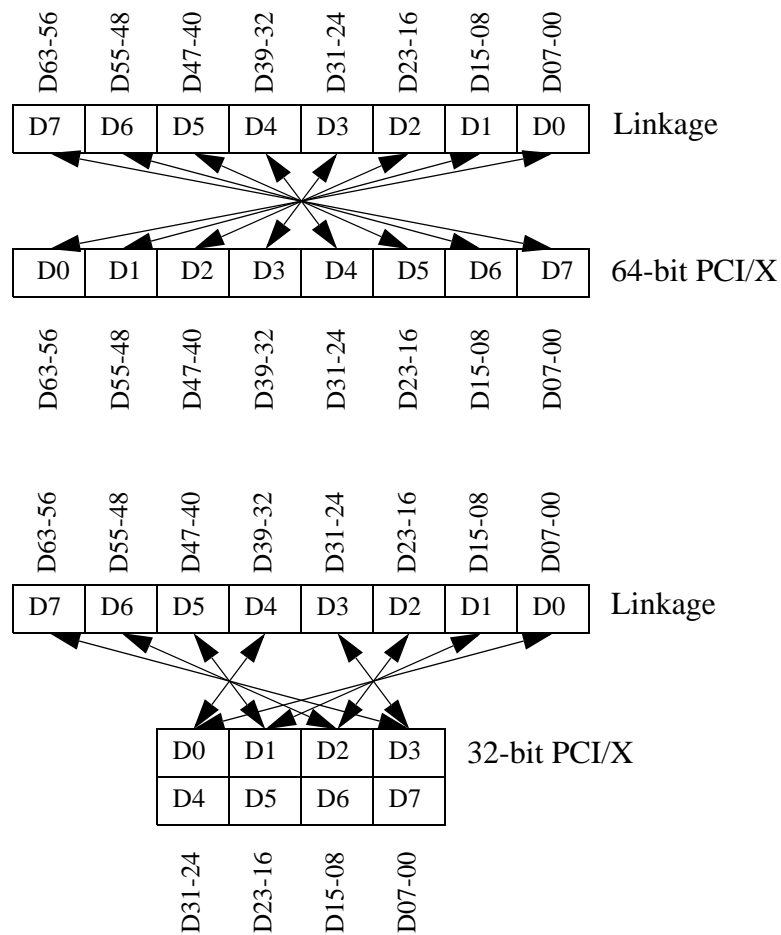 D63-56 D55-48 D47-40 D39-32 D31-24 D23-16 D15-08 D07-00
D7 D6 D5 D4 D3 D2 D1 D0 Linkage
D0 D1 D2 D3 D4 D5 D6 D7 64-bit PCI/X
D63-56 D55-48 D47-40 D39-32 D31-24 D23-16 D15-08 D07-00
D63-56 D55-48 D47-40 D39-32 D31-24 D23-16 D15-08 D07-00
D7 D6 D5 D4 D3 D2 D1 D0 Linkage
D0 D1 D2 D3 32-bit PCI/X
D4 D5 D6 D7
D31-24 D23-16 D15-08 D07-00